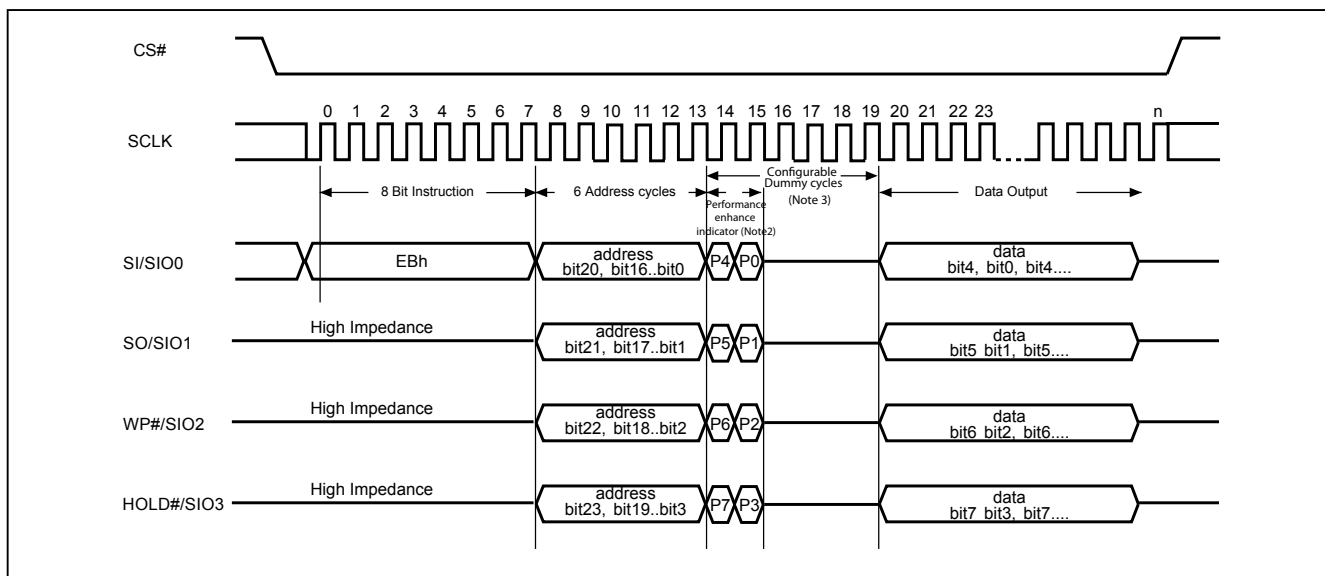 CS#
0 1 2 3 4 5 6 7 8 9 10 11 12 13 14 15 16 17 18 19 20 21 22 23 n
SCLK
8 Bit Instruction
6 Address cycles
Configurable
Dummy cycles
(Note 3)
Data Output
Performance
enhance
indicator (Note2)
SI/SIO0
EBh
address
bit20, bit16..bit0
P4 P0
data
bit4, bit0, bit4....
SO/SIO1
High Impedance
address
bit21, bit17..bit1
P5 P1
data
bit5 bit1, bit5....
WP#/SIO2
High Impedance
address
bit22, bit18..bit2
P6 P2
data
bit6 bit2, bit6....
HOLD#/SIO3
High Impedance
address
bit23, bit19..bit3
P7 P3
data
bit7 bit3, bit7....